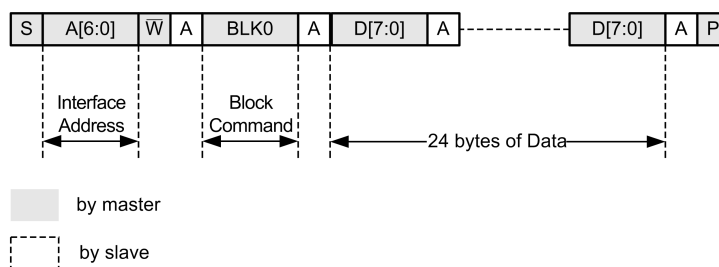 S A[6:0] W̅ A BLK0 A D[7:0] A D[7:0] A P
Interface
Address
Block
Command
24 bytes of Data
by master
by slave